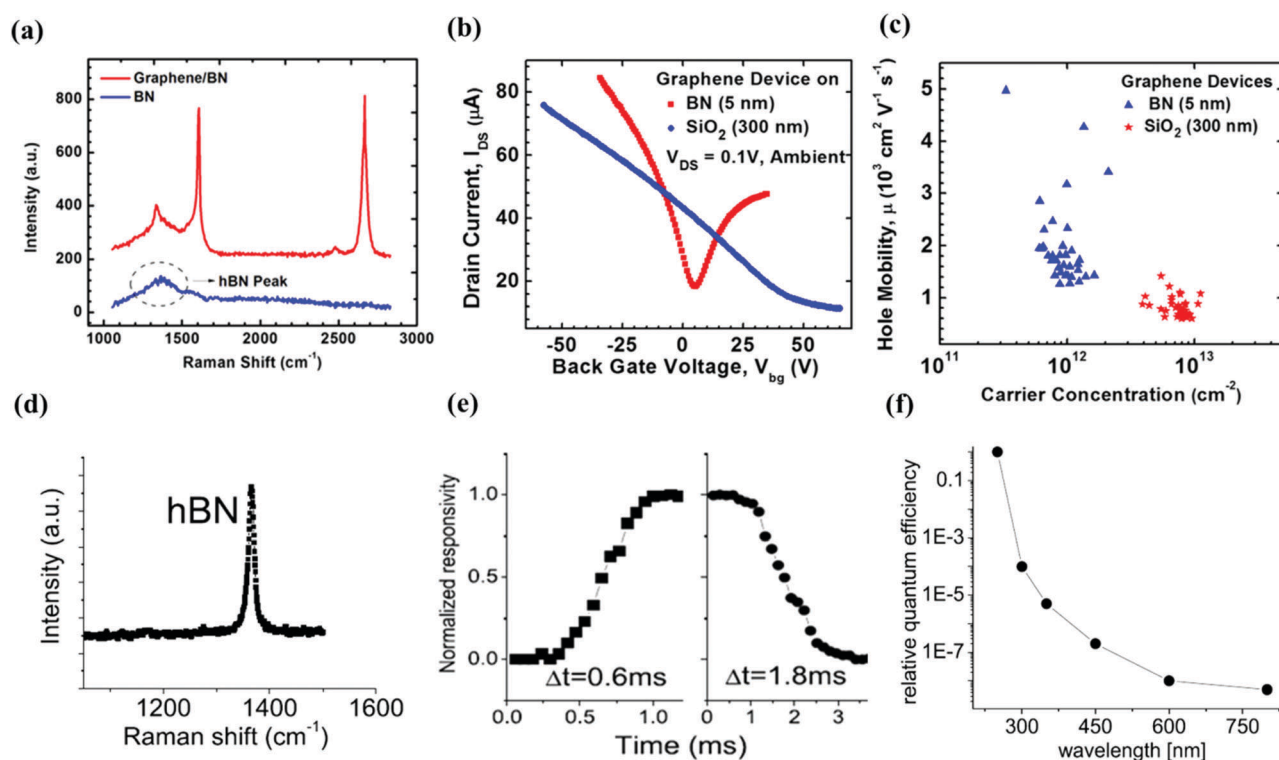 (a)
Graphene/BN
BN
800
600
400
200
0
hBN Peak
Intensity (a.u.)
1000 1500 2000 2500 3000
Raman Shift (cm⁻¹)
(b)
80
60
40
20
Drain Current, I_DS (μA)
Graphene Device on
BN (5 nm)
SiO₂ (300 nm)
V_DS = 0.1V, Ambient
-50 -25 0 25 50
Back Gate Voltage, V_bg (V)
(c)
5
4
3
2
1
Hole Mobility, μ (10³ cm² V⁻¹ s⁻¹)
Graphene Devices
BN (5 nm)
SiO₂ (300 nm)
10¹¹ 10¹² 10¹³
Carrier Concentration (cm⁻²)
(d)
hBN
Intensity (a.u.)
1200 1400 1600
Raman shift (cm⁻¹)
(e)
1.0
0.5
0.0
Normalized responsivity
Δt=0.6ms
Δt=1.8ms
0.0 0.5 1.0 0 1 2 3
Time (ms)
(f)
0.1
1E-3
1E-5
1E-7
relative quantum efficiency
300 450 600 750
wavelength [nm]